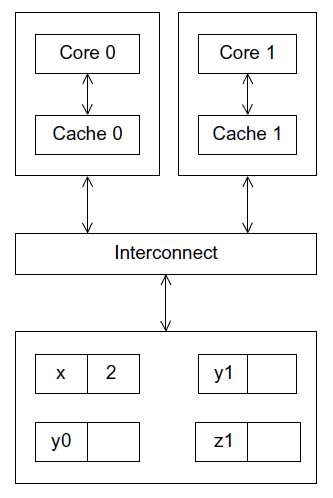 Core 0 Core 1
Cache 0 Cache 1
Interconnect
x 2 y1
y0 z1